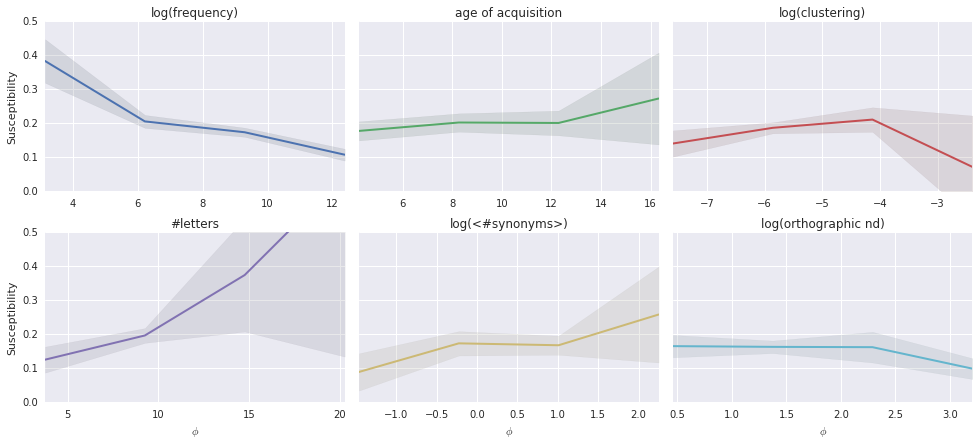 log(frequency)
age of acquisition
log(clustering)
Susceptibility
0.5
0.4
0.3
0.2
0.1
0.0
4 6 8 10 12
6 8 10 12 14 16
−7 −6 −5 −4 −3
#letters
log(<#synonyms>)
log(orthographic nd)
Susceptibility
0.5
0.4
0.3
0.2
0.1
0.0
5 10 15 20
−1.0 −0.5 0.0 0.5 1.0 1.5 2.0
0.5 1.0 1.5 2.0 2.5 3.0
ϕ ϕ ϕ